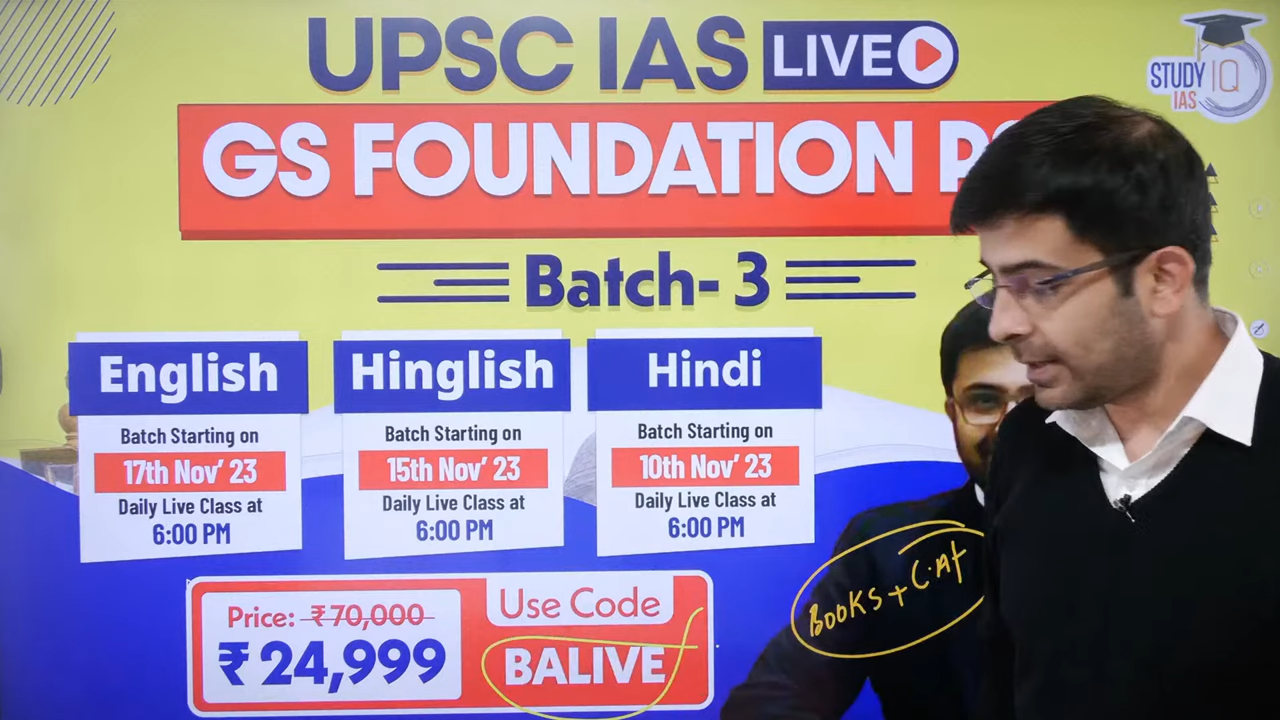 UPSC IAS LIVE
STUDY IQ
IAS
GS FOUNDATION
Batch- 3
English
Batch Starting on
17th Nov’ 23
Daily Live Class at
6:00 PM
Hinglish
Batch Starting on
15th Nov’ 23
Daily Live Class at
6:00 PM
Hindi
Batch Starting on
10th Nov’ 23
Daily Live Class at
6:00 PM
BOOKS +
Price: ₹70,000
₹24,999
Use Code
BALIVE